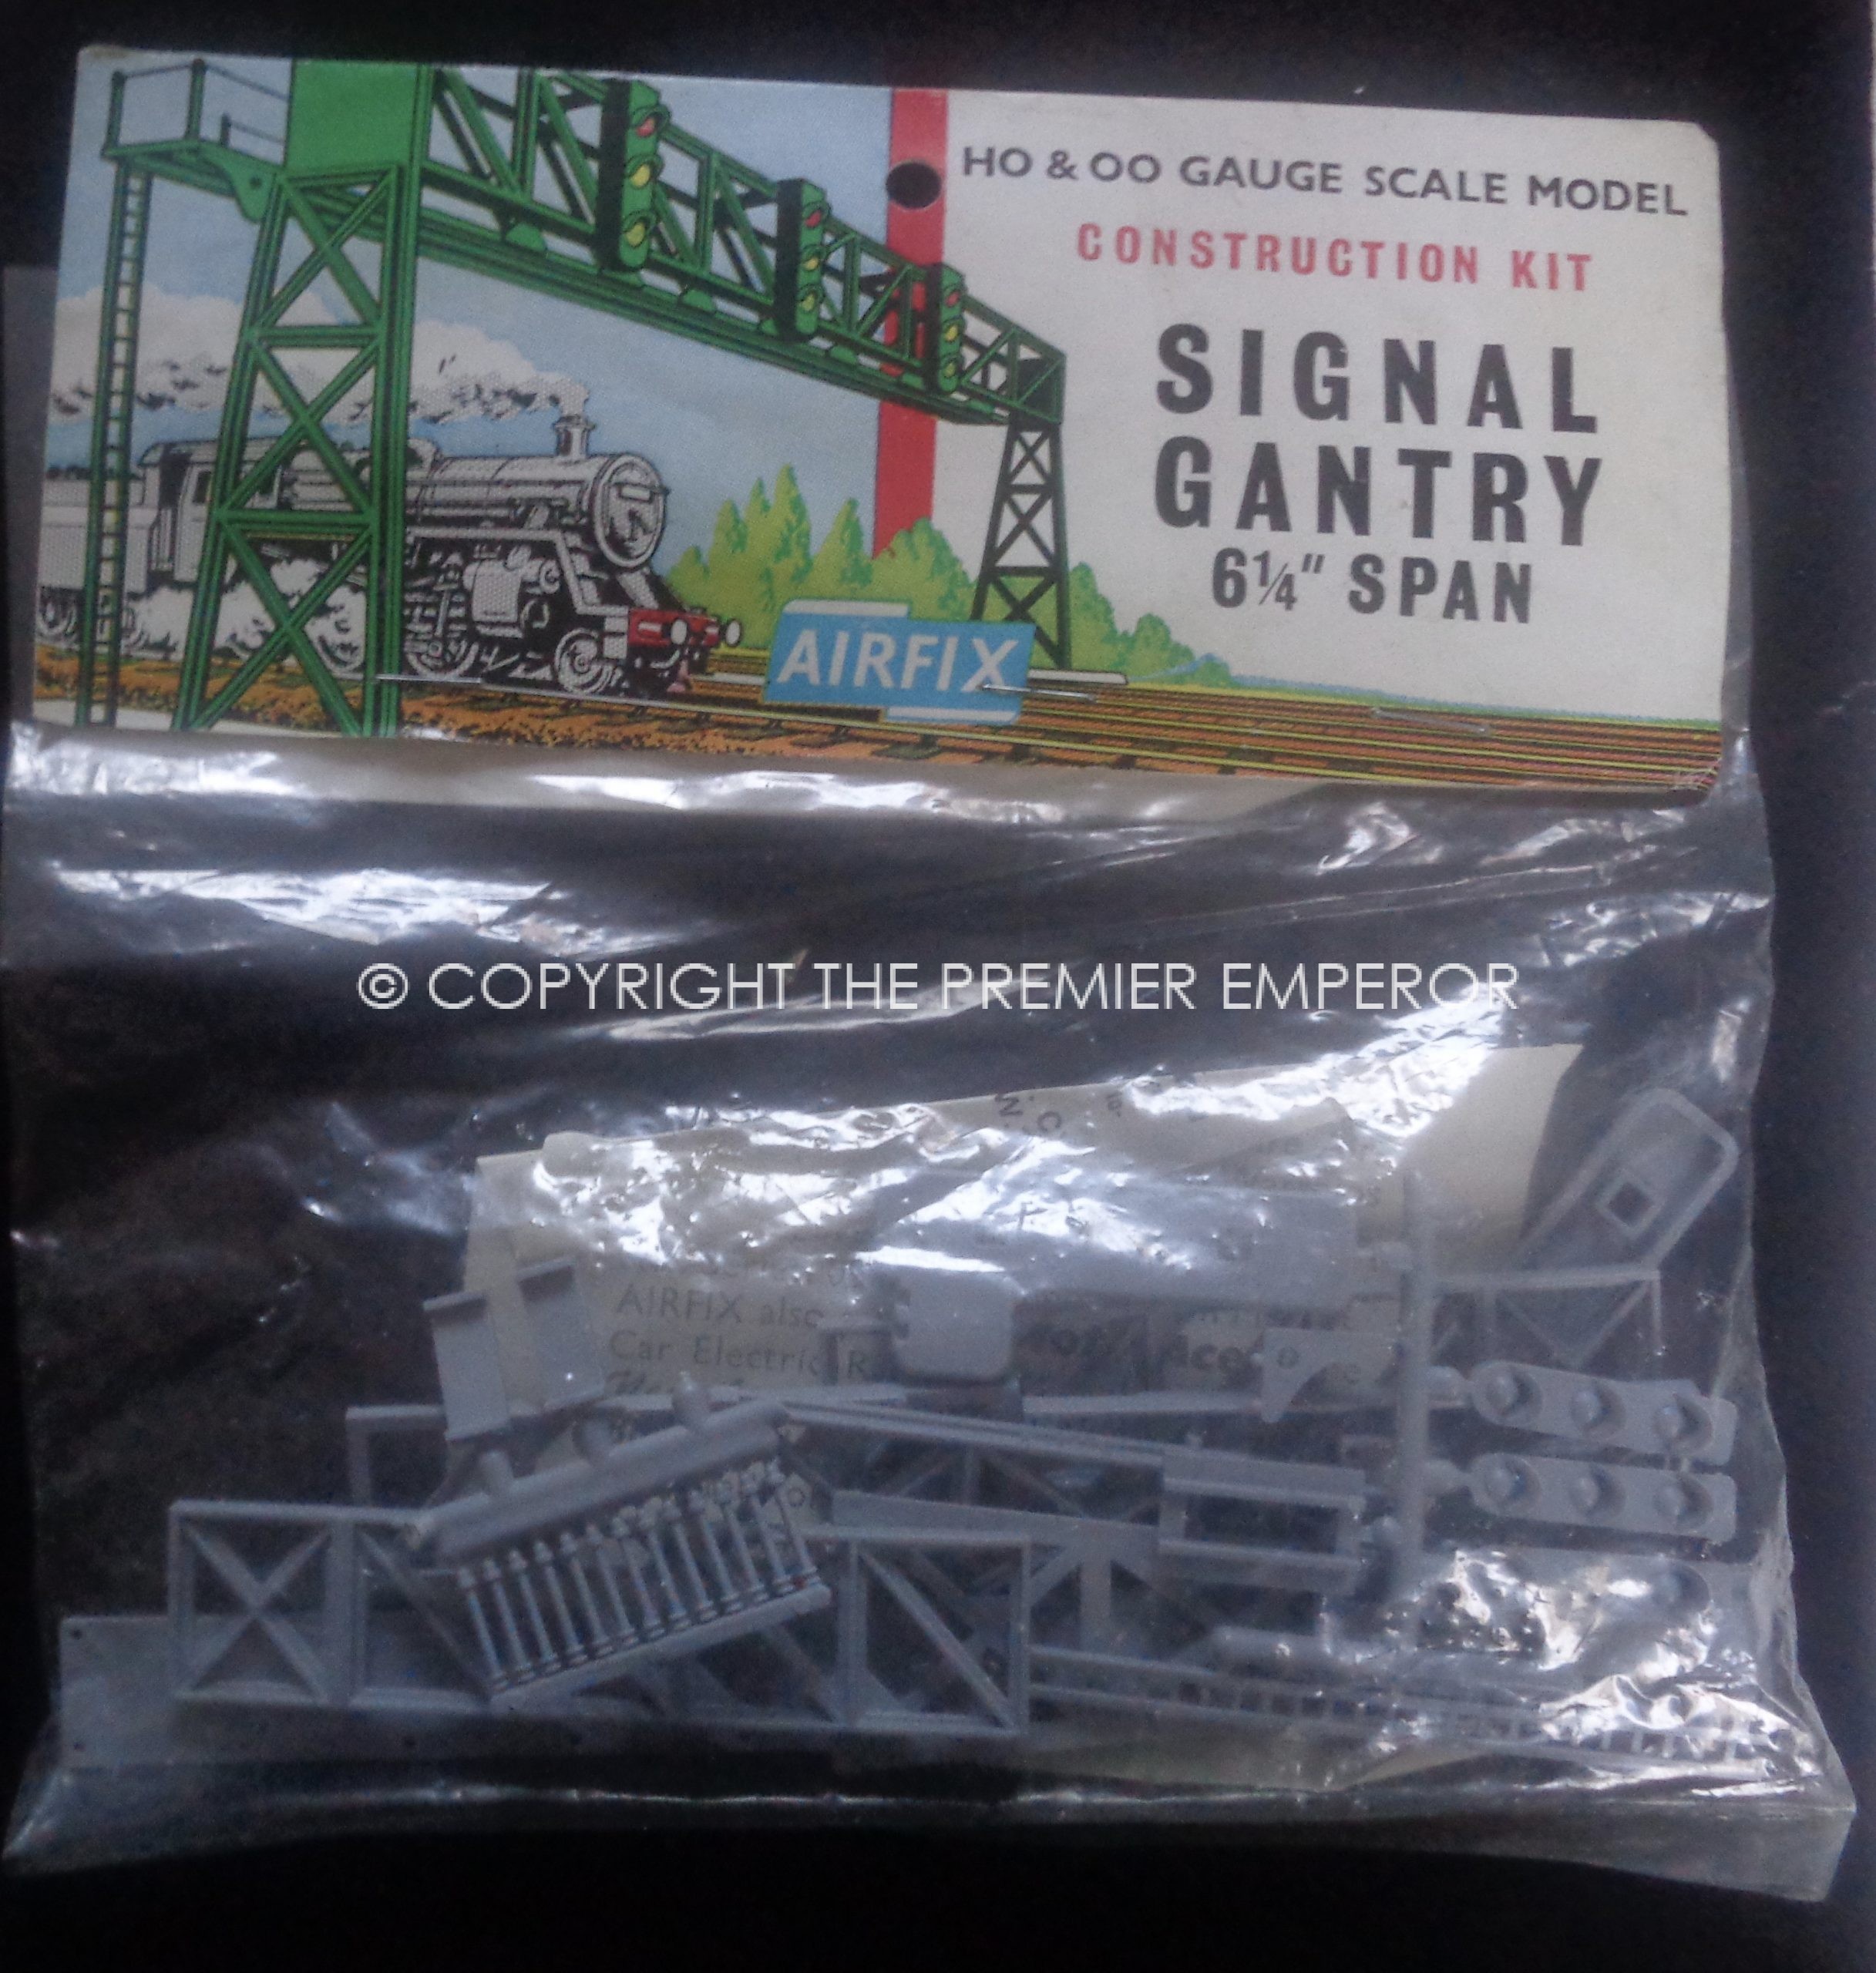 HO & OO GAUGE SCALE MODEL
CONSTRUCTION KIT
SIGNAL
GANTRY
6¼" SPAN
AIRFIX
© COPYRIGHT THE PREMIER EMPEROR
AIRFIX also
Car Electric R